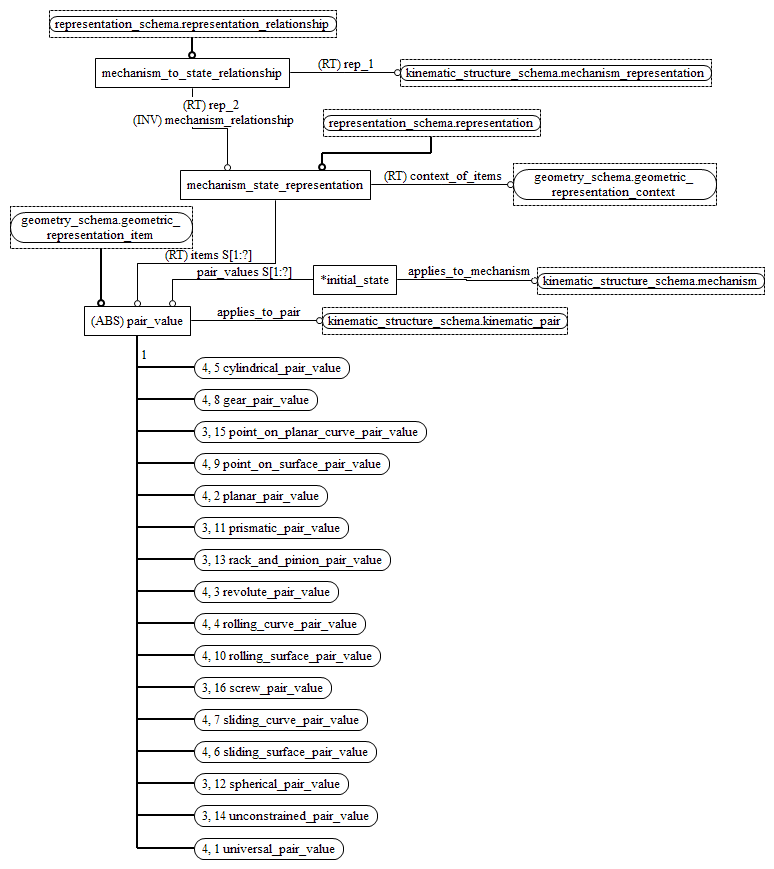 representation_schema.representation_relationship
mechanism_to_state_relationship
(RT) rep_1
kinematic_structure_schema.mechanism_representation
(RT) rep_2
(INV) mechanism_relationship
representation_schema.representation
mechanism_state_representation
(RT) context_of_items
geometry_schema.geometric_
representation_context
geometry_schema.geometric_
representation_item
(RT) items S[1:?]
pair_values S[1:?]
*initial_state
applies_to_mechanism
kinematic_structure_schema.mechanism
(ABS) pair_value
applies_to_pair
kinematic_structure_schema.kinematic_pair
1
4, 5 cylindrical_pair_value
4, 8 gear_pair_value
3, 15 point_on_planar_curve_pair_value
4, 9 point_on_surface_pair_value
4, 2 planar_pair_value
3, 11 prismatic_pair_value
3, 13 rack_and_pinion_pair_value
4, 3 revolute_pair_value
4, 4 rolling_curve_pair_value
4, 10 rolling_surface_pair_value
3, 16 screw_pair_value
4, 7 sliding_curve_pair_value
4, 6 sliding_surface_pair_value
3, 12 spherical_pair_value
3, 14 unconstrained_pair_value
4, 1 universal_pair_value